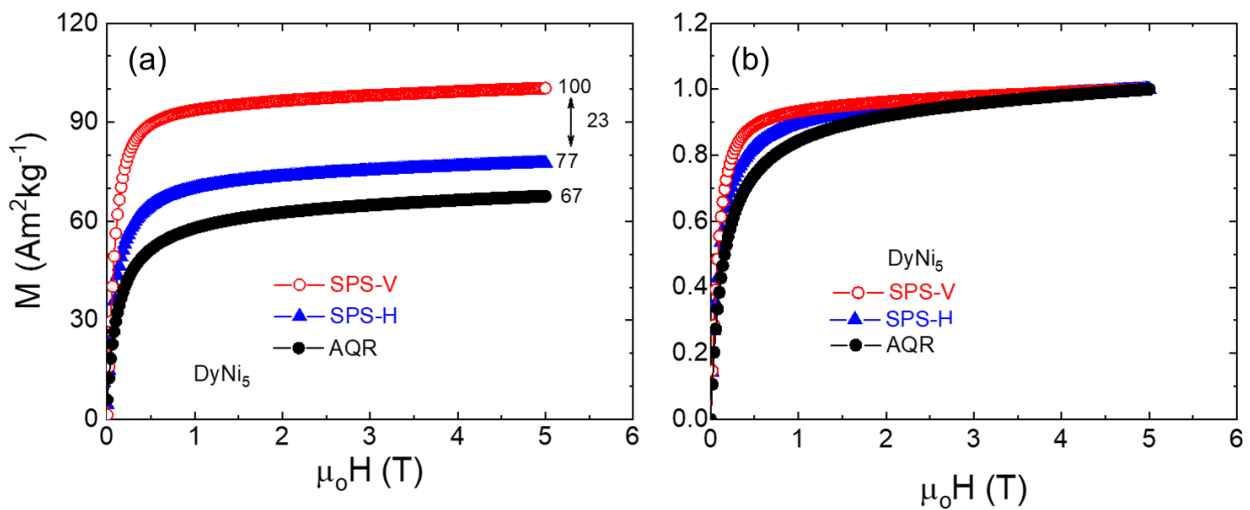 (a)
M (Am²kg⁻¹)
120
90
60
30
0
100
23
77
67
SPS-V
SPS-H
AQR
DyNi₅
0 1 2 3 4 5 6
μ₀H (T)
(b)
1.2
1.0
0.8
0.6
0.4
0.2
0.0
DyNi₅
SPS-V
SPS-H
AQR
0 1 2 3 4 5 6
μ₀H (T)